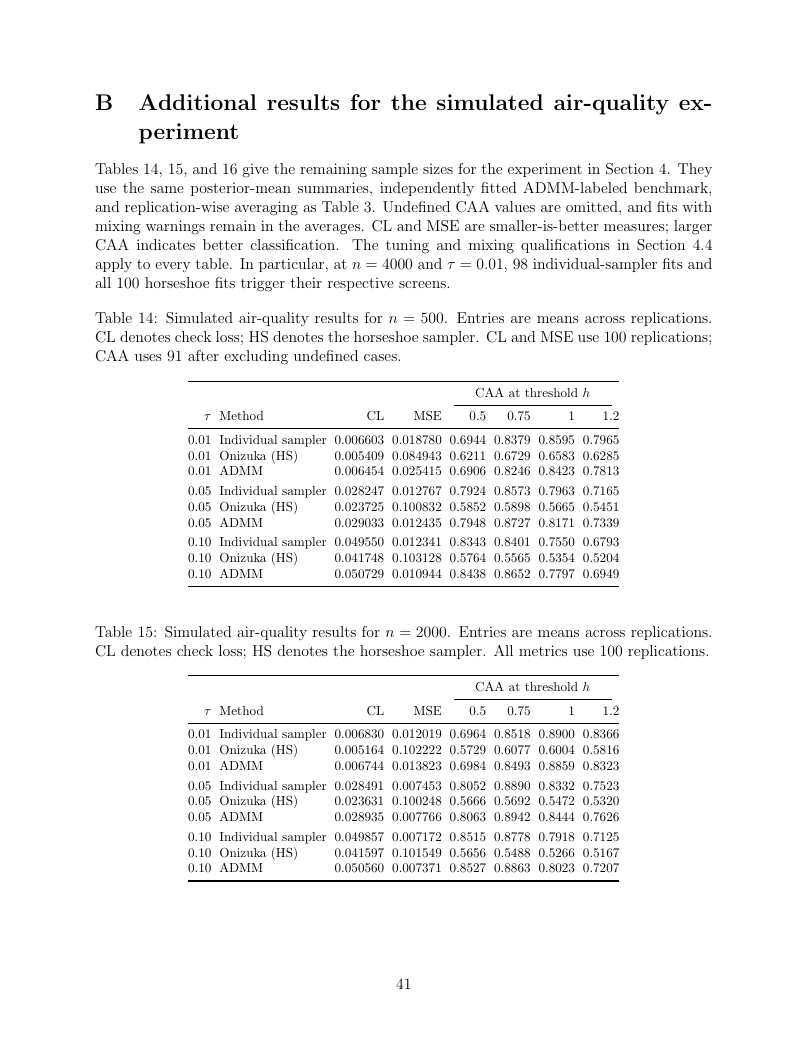 B Additional results for the simulated air-quality ex-
periment
Tables 14, 15, and 16 give the remaining sample sizes for the experiment in Section 4. They
use the same posterior-mean summaries, independently fitted ADMM-labeled benchmark,
and replication-wise averaging as Table 3. Undefined CAA values are omitted, and fits with
mixing warnings remain in the averages. CL and MSE are smaller-is-better measures; larger
CAA indicates better classification. The tuning and mixing qualifications in Section 4.4
apply to every table. In particular, at n = 4000 and τ = 0.01, 98 individual-sampler fits and
all 100 horseshoe fits trigger their respective screens.
Table 14: Simulated air-quality results for n = 500. Entries are means across replications.
CL denotes check loss; HS denotes the horseshoe sampler. CL and MSE use 100 replications;
CAA uses 91 after excluding undefined cases.
CAA at threshold h
τ Method CL MSE 0.5 0.75 1 1.2
0.01 Individual sampler 0.006603 0.018780 0.6944 0.8379 0.8595 0.7965
0.01 Onizuka (HS) 0.005409 0.084943 0.6211 0.6729 0.6583 0.6285
0.01 ADMM 0.006454 0.025415 0.6906 0.8246 0.8423 0.7813
0.05 Individual sampler 0.028247 0.012767 0.7924 0.8573 0.7963 0.7165
0.05 Onizuka (HS) 0.023725 0.100832 0.5852 0.5898 0.5665 0.5451
0.05 ADMM 0.029033 0.012435 0.7948 0.8727 0.8171 0.7339
0.10 Individual sampler 0.049550 0.012341 0.8343 0.8401 0.7550 0.6793
0.10 Onizuka (HS) 0.041748 0.103128 0.5764 0.5565 0.5354 0.5204
0.10 ADMM 0.050729 0.010944 0.8438 0.8652 0.7797 0.6949
Table 15: Simulated air-quality results for n = 2000. Entries are means across replications.
CL denotes check loss; HS denotes the horseshoe sampler. All metrics use 100 replications.
CAA at threshold h
τ Method CL MSE 0.5 0.75 1 1.2
0.01 Individual sampler 0.006830 0.012019 0.6964 0.8518 0.8900 0.8366
0.01 Onizuka (HS) 0.005164 0.102222 0.5729 0.6077 0.6004 0.5816
0.01 ADMM 0.006744 0.013823 0.6984 0.8493 0.8859 0.8323
0.05 Individual sampler 0.028491 0.007453 0.8052 0.8890 0.8332 0.7523
0.05 Onizuka (HS) 0.023631 0.100248 0.5666 0.5692 0.5472 0.5320
0.05 ADMM 0.028935 0.007766 0.8063 0.8942 0.8444 0.7626
0.10 Individual sampler 0.049857 0.007172 0.8515 0.8778 0.7918 0.7125
0.10 Onizuka (HS) 0.041597 0.101549 0.5656 0.5488 0.5266 0.5167
0.10 ADMM 0.050560 0.007371 0.8527 0.8863 0.8023 0.7207
41